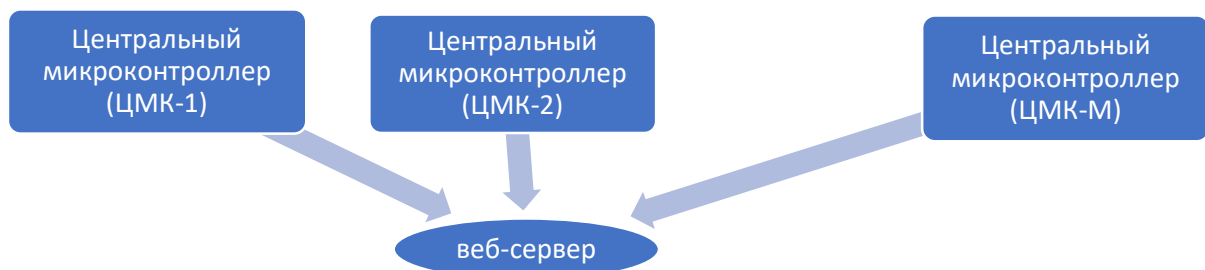 Центральный
микроконтроллер
(ЦМК-1)
Центральный
микроконтроллер
(ЦМК-2)
Центральный
микроконтроллер
(ЦМК-М)
веб-сервер